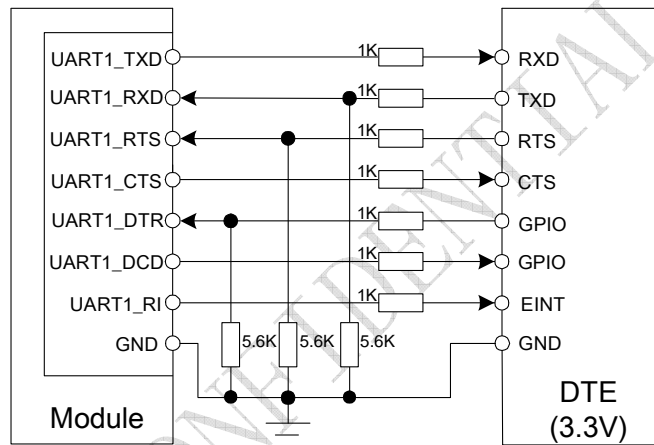 UART1_TXD 1K RXD
UART1_RXD 1K TXD
UART1_RTS 1K RTS
UART1_CTS 1K CTS
UART1_DTR 1K GPIO
UART1_DCD 1K GPIO
UART1_RI 1K EINT
GND 5.6K 5.6K 5.6K GND
Module
DTE
(3.3V)